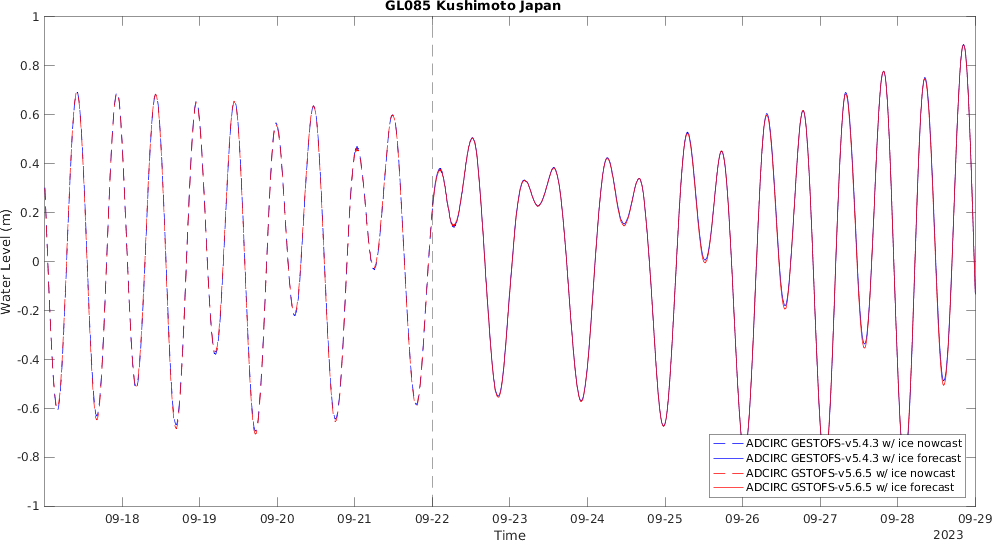 GL085 Kushimoto Japan
1
0.8
0.6
0.4
0.2
0
-0.2
-0.4
-0.6
-0.8
-1
Water Level (m)
ADCIRC GESTOFS-v5.4.3 w/ ice nowcast
ADCIRC GESTOFS-v5.4.3 w/ ice forecast
ADCIRC GSTOFS-v5.6.5 w/ ice nowcast
ADCIRC GSTOFS-v5.6.5 w/ ice forecast
09-18 09-19 09-20 09-21 09-22 09-23 09-24 09-25 09-26 09-27 09-28 09-29
Time
2023